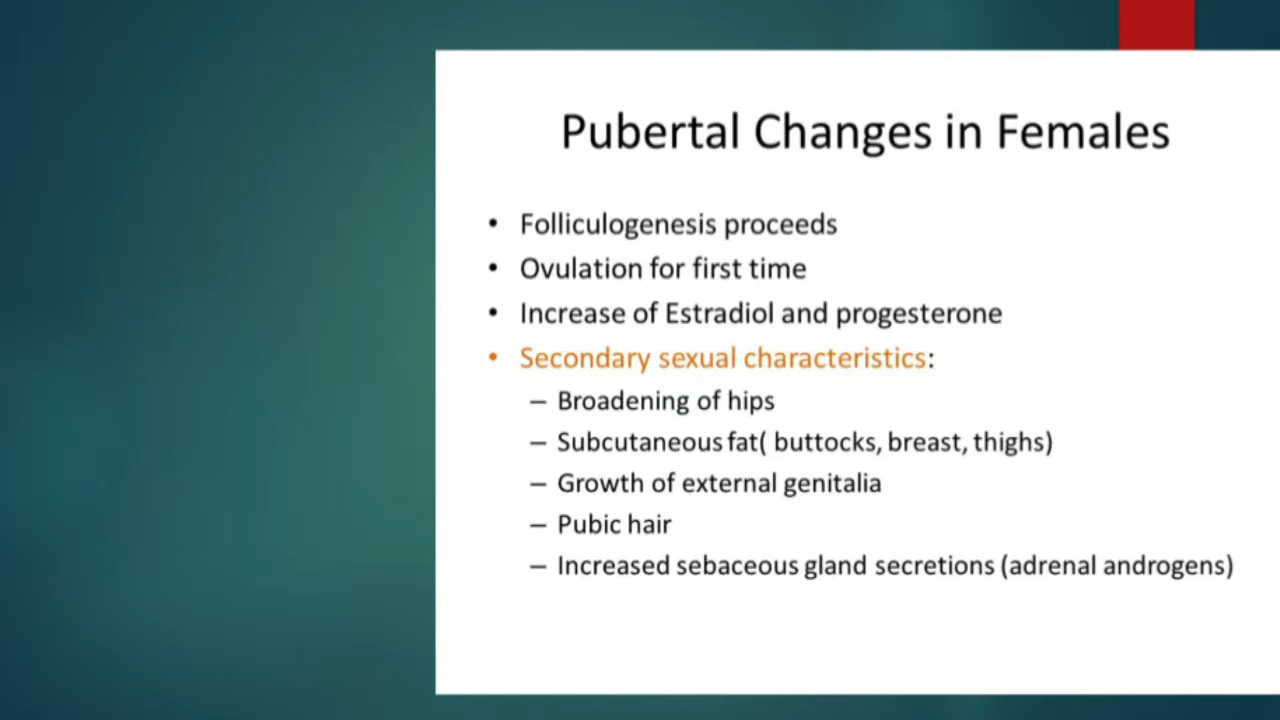 Pubertal Changes in Females
• Folliculogenesis proceeds
• Ovulation for first time
• Increase of Estradiol and progesterone
• Secondary sexual characteristics:
– Broadening of hips
– Subcutaneous fat( buttocks, breast, thighs)
– Growth of external genitalia
– Pubic hair
– Increased sebaceous gland secretions (adrenal androgens)